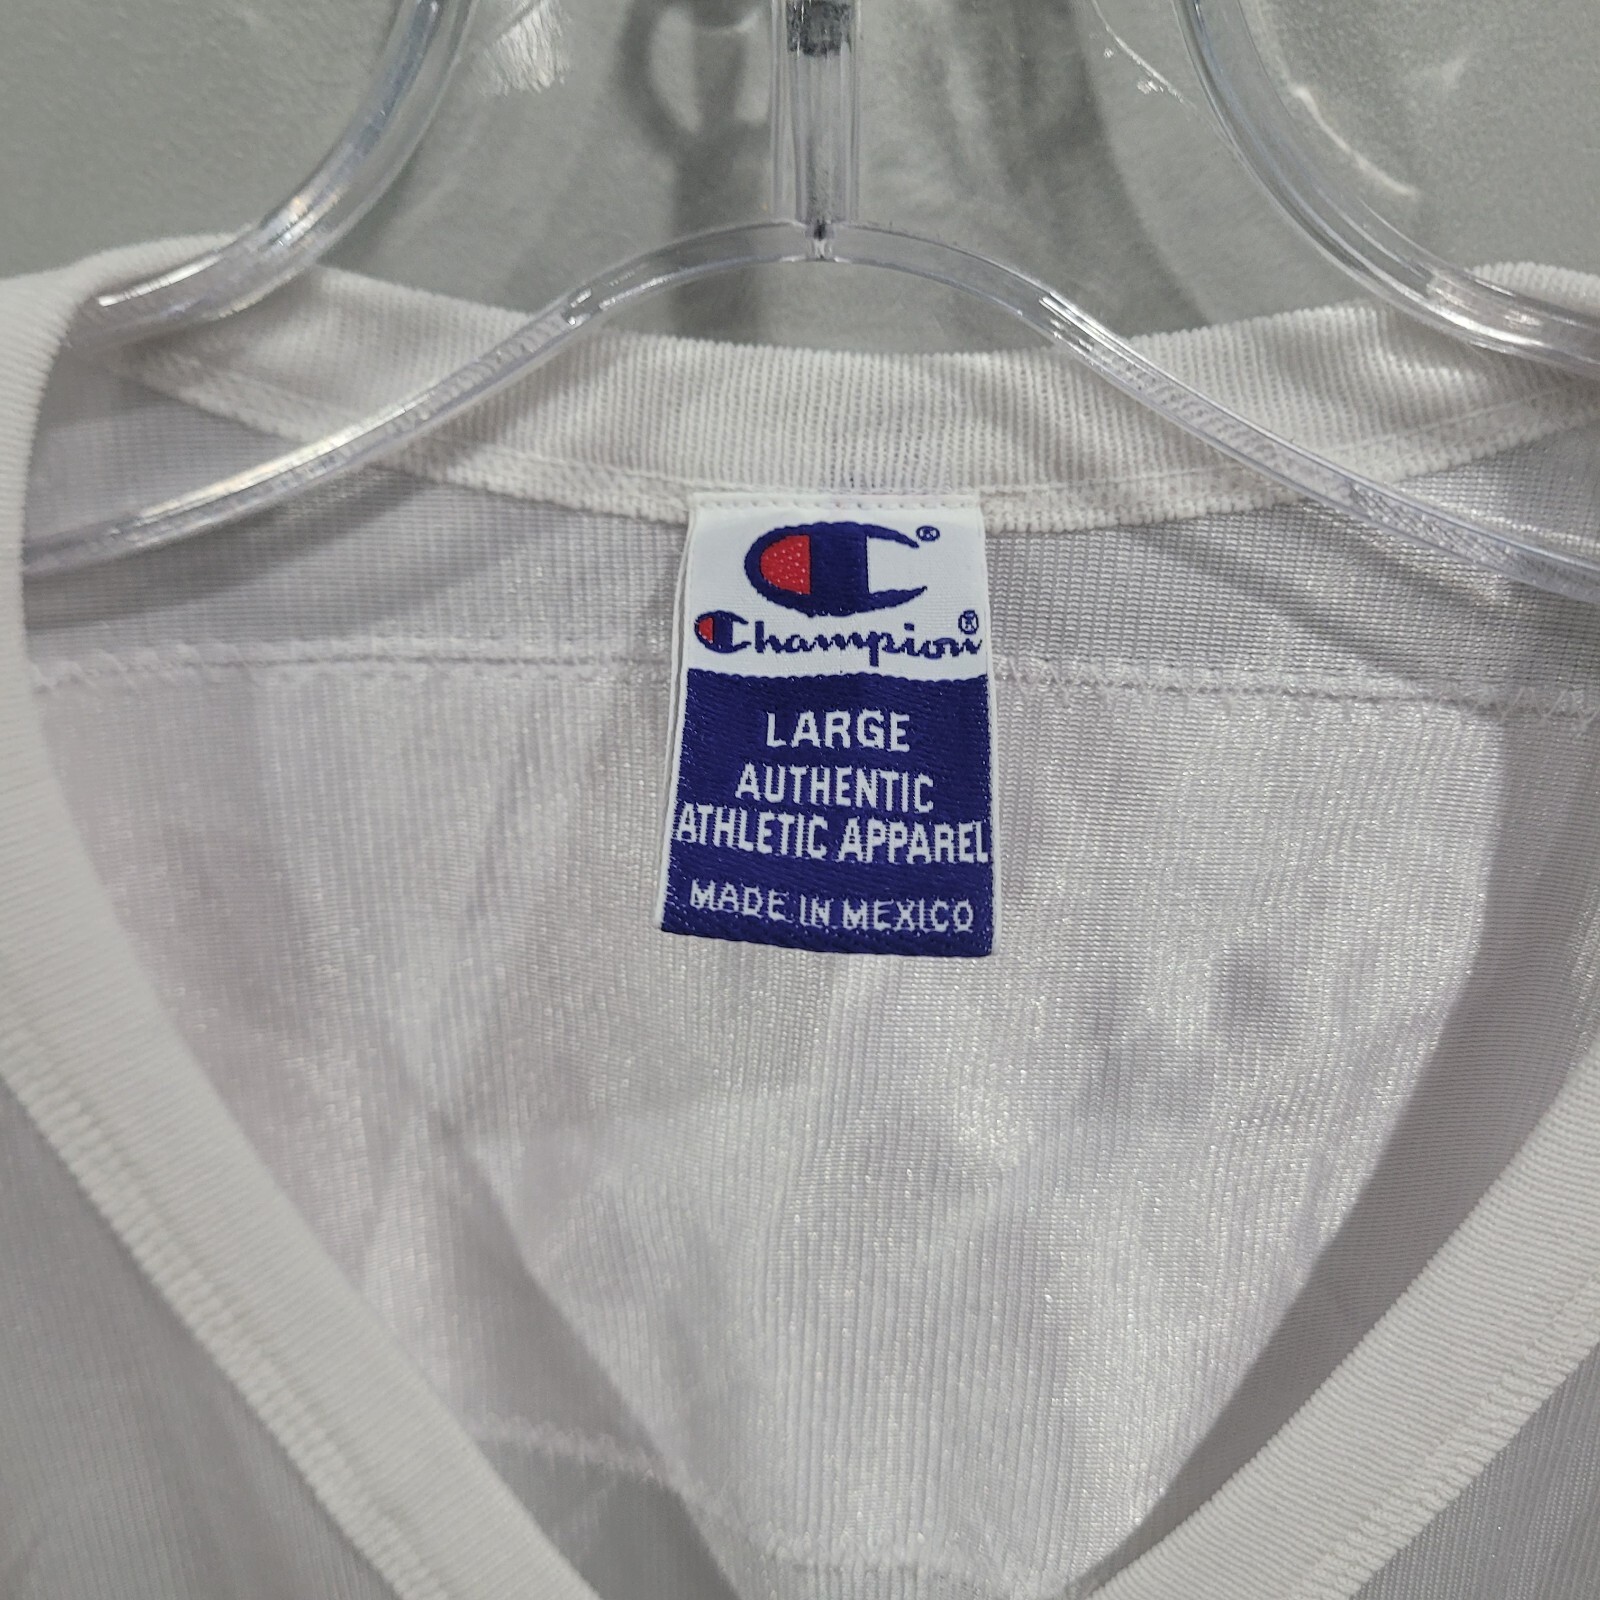 C®
Champion®
LARGE
AUTHENTIC
ATHLETIC APPAREL
MADE IN MEXICO